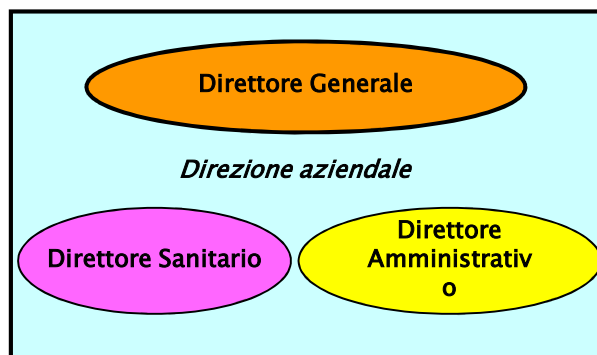 Direttore Generale
Direzione aziendale
Direttore Sanitario
Direttore
Amministrativ
o